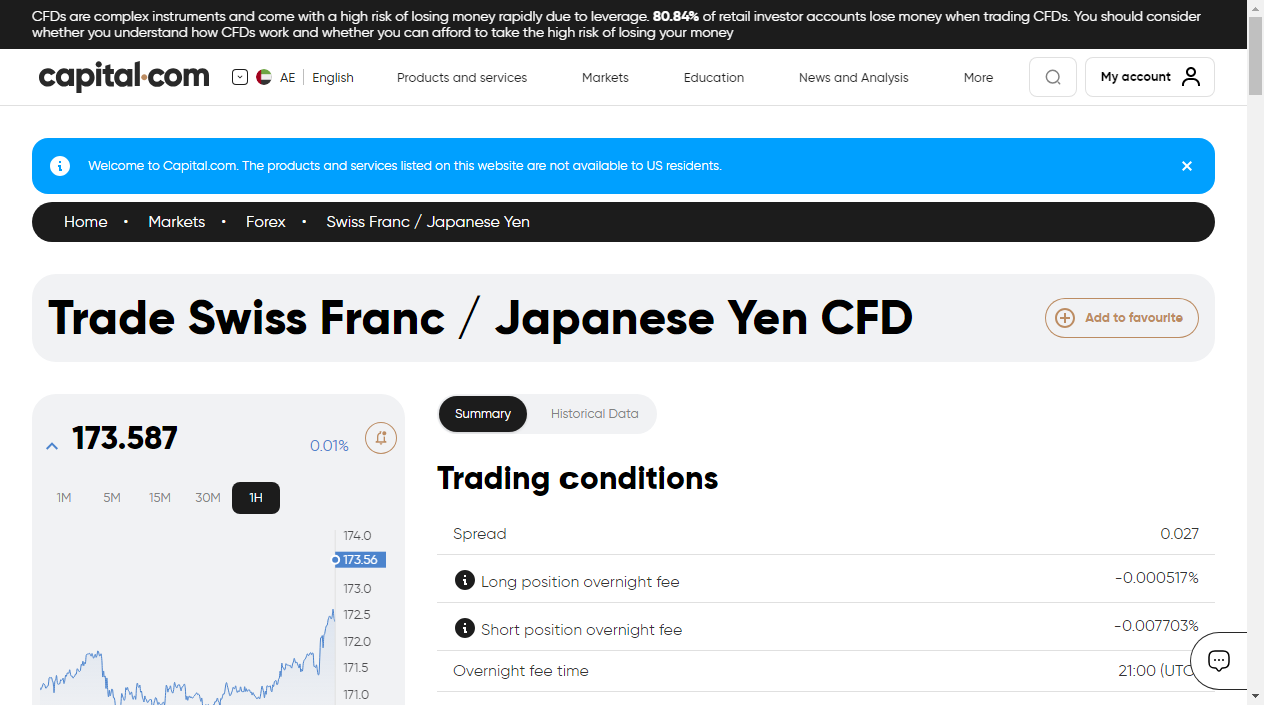 CFDs are complex instruments and come with a high risk of losing money rapidly due to leverage. 80.84% of retail investor accounts lose money when trading CFDs. You should consider
whether you understand how CFDs work and whether you can afford to take the high risk of losing your money
capital.com AE English Products and services Markets Education News and Analysis More My account
Welcome to Capital.com. The products and services listed on this website are not available to US residents.
Home • Markets • Forex • Swiss Franc / Japanese Yen
Trade Swiss Franc / Japanese Yen CFD
Add to favourite
173.587
0.01%
1M 5M 15M 30M 1H
174.0
173.56
173.0
172.5
172.0
171.5
171.0
Summary Historical Data
Trading conditions
Spread 0.027
Long position overnight fee -0.000517%
Short position overnight fee -0.007703%
Overnight fee time 21:00 (UTC